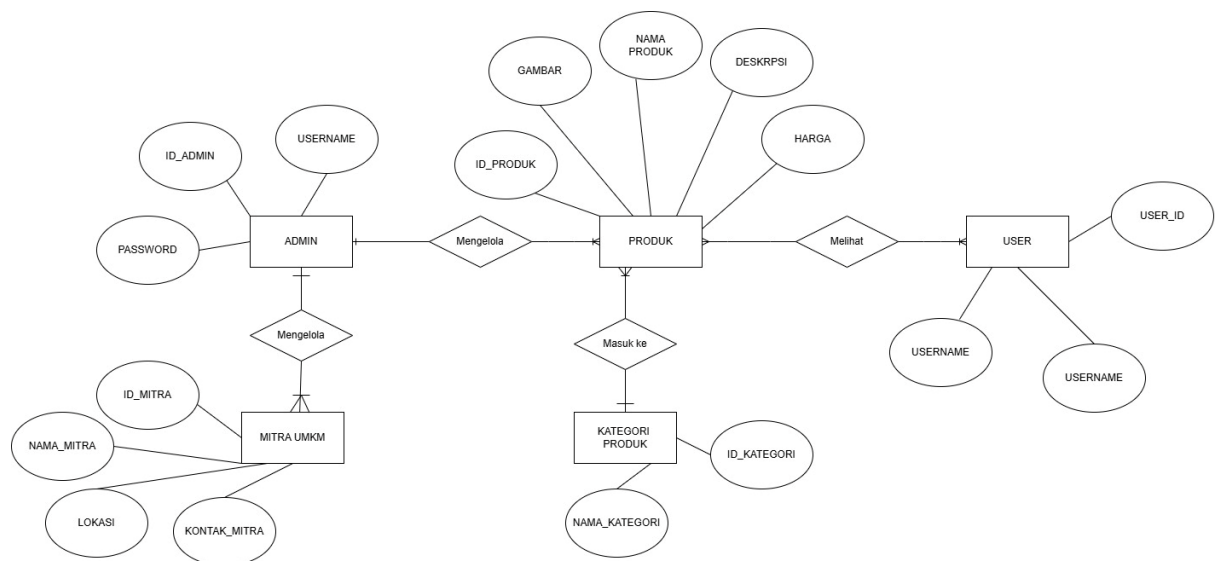 NAMA
PRODUK
GAMBAR
DESKRPSI
USERNAME
HARGA
ID_ADMIN
ID_PRODUK
USER_ID
PASSWORD
ADMIN
Mengelola
PRODUK
Melihat
USER
Mengelola
Masuk ke
USERNAME
USERNAME
ID_MITRA
NAMA_MITRA
MITRA UMKM
KATEGORI
PRODUK
ID_KATEGORI
LOKASI
KONTAK_MITRA
NAMA_KATEGORI